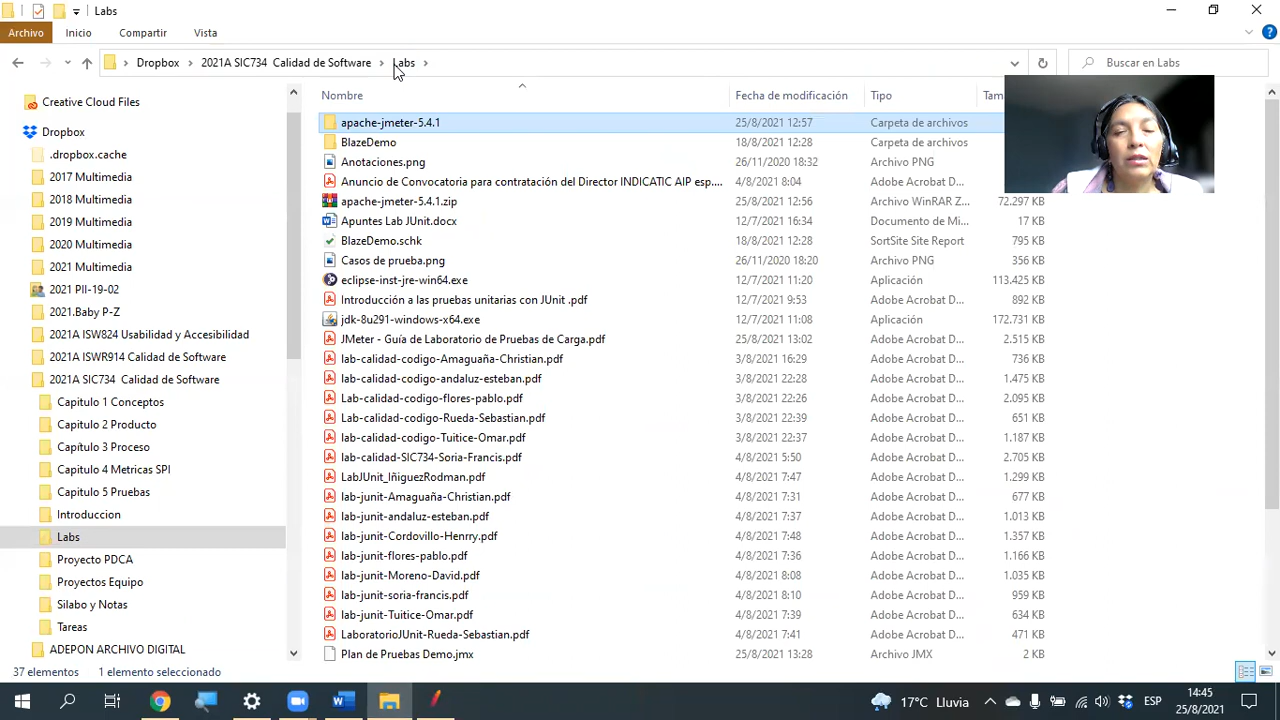 Labs
Archivo Inicio Compartir Vista
Dropbox 2021A SIC734 Calidad de Software Labs Buscar en Labs
Nombre Fecha de modificación Tipo
Creative Cloud Files
Dropbox
.dropbox.cache
2017 Multimedia
2018 Multimedia
2019 Multimedia
2020 Multimedia
2021 Multimedia
2021 PII-19-02
2021.Baby P-Z
2021A ISW824 Usabilidad y Accesibilidad
2021A ISWR914 Calidad de Software
2021A SIC734 Calidad de Software
Capitulo 1 Conceptos
Capitulo 2 Producto
Capitulo 3 Proceso
Capitulo 4 Metricas SPI
Capitulo 5 Pruebas
Introduccion
Labs
Proyecto PDCA
Proyectos Equipo
Silabo y Notas
Tareas
ADEPON ARCHIVO DIGITAL
apache-jmeter-5.4.1 25/8/2021 12:57 Carpeta de archivos
BlazeDemo 18/8/2021 12:28 Carpeta de archivos
Anotaciones.png 26/11/2020 18:32 Archivo PNG
Anuncio de Convocatoria para contratación del Director INDICATIC AIP esp.... 4/8/2021 8:04 Adobe Acrobat D...
apache-jmeter-5.4.1.zip 25/8/2021 12:56 Archivo WinRAR Z... 72.297 KB
Apuntes Lab JUnit.docx 12/7/2021 16:34 Documento de Mi... 17 KB
BlazeDemo.schk 18/8/2021 12:28 SortSite Site Report 795 KB
Casos de prueba.png 26/11/2020 18:20 Archivo PNG 356 KB
eclipse-inst-jre-win64.exe 12/7/2021 11:20 Aplicación 113.425 KB
Introducción a las pruebas unitarias con JUnit .pdf 12/7/2021 9:53 Adobe Acrobat D... 892 KB
jdk-8u291-windows-x64.exe 12/7/2021 11:08 Aplicación 172.731 KB
JMeter - Guía de Laboratorio de Pruebas de Carga.pdf 25/8/2021 13:02 Adobe Acrobat D... 2.515 KB
lab-calidad-codigo-Amaguaña-Christian.pdf 3/8/2021 16:29 Adobe Acrobat D... 736 KB
lab-calidad-codigo-andaluz-esteban.pdf 3/8/2021 22:28 Adobe Acrobat D... 1.475 KB
Lab-calidad-codigo-flores-pablo.pdf 3/8/2021 22:26 Adobe Acrobat D... 2.095 KB
Lab-calidad-codigo-Rueda-Sebastian.pdf 3/8/2021 22:39 Adobe Acrobat D... 651 KB
lab-calidad-codigo-Tuitice-Omar.pdf 3/8/2021 22:37 Adobe Acrobat D... 1.187 KB
lab-calidad-SIC734-Soria-Francis.pdf 4/8/2021 5:50 Adobe Acrobat D... 2.705 KB
LabJUnit_IñiguezRodman.pdf 4/8/2021 7:47 Adobe Acrobat D... 1.299 KB
lab-junit-Amaguaña-Christian.pdf 4/8/2021 7:31 Adobe Acrobat D... 677 KB
lab-junit-andaluz-esteban.pdf 4/8/2021 7:37 Adobe Acrobat D... 1.013 KB
lab-junit-Cordovillo-Henrry.pdf 4/8/2021 7:48 Adobe Acrobat D... 1.357 KB
lab-junit-flores-pablo.pdf 4/8/2021 7:36 Adobe Acrobat D... 1.166 KB
lab-junit-Moreno-David.pdf 4/8/2021 8:08 Adobe Acrobat D... 1.035 KB
lab-junit-soria-francis.pdf 4/8/2021 8:10 Adobe Acrobat D... 959 KB
lab-junit-Tuitice-Omar.pdf 4/8/2021 7:39 Adobe Acrobat D... 634 KB
LaboratorioJUnit-Rueda-Sebastian.pdf 4/8/2021 7:41 Adobe Acrobat D... 471 KB
Plan de Pruebas Demo.jmx 25/8/2021 13:28 Archivo JMX 2 KB
37 elementos 1 elemento seleccionado
17°C Lluvia ESP 14:45
25/8/2021